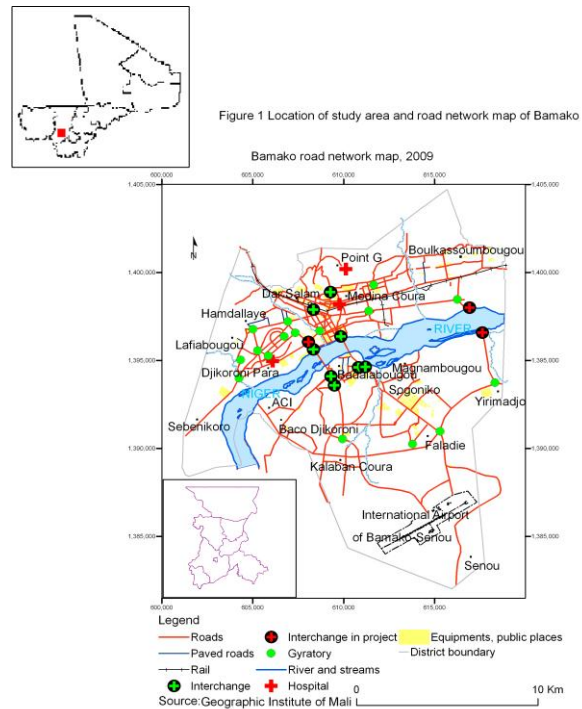 Figure 1 Location of study area and road network map of Bamako
Bamako road network map, 2009
600,000 605,000 610,000 615,000
1,405,000 1,405,000
N
Point G
Boulkassoumbougou
1,400,000 1,400,000
Dar Salam
Medina Coura
Hamdallaye
RIVER
Lafiabougou
1,395,000 1,395,000
Djikoroni Para
Badalabougou
Magnambougou
NIGER
ACI
Sogoniko
Yirimadjo
Sebenikoro
Baco Djikoroni
Faladie
1,390,000 1,390,000
Kalaban Coura
International Airport
of Bamako-Senou
1,385,000 1,385,000
Senou
600,000 605,000 610,000 615,000
Legend
Roads
Interchange in project
Equipments, public places
Paved roads
Gyratory
District boundary
Rail
River and streams
Interchange
Hospital
0 10 Km
Source:Geographic Institute of Mali